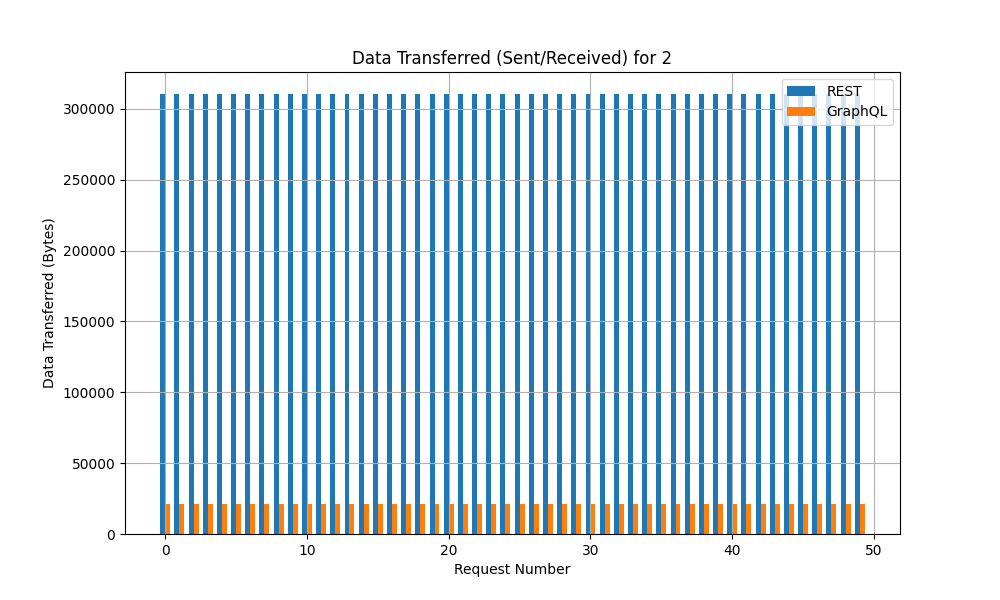 Data Transferred (Sent/Received) for 2
REST
GraphQL
Data Transferred (Bytes)
300000
250000
200000
150000
100000
50000
0
0 10 20 30 40 50
Request Number